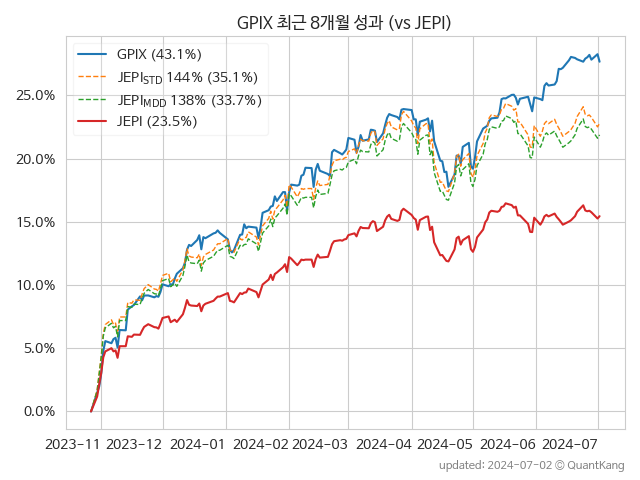 GPIX 최근 8개월 성과 (vs JEPI)
GPIX (43.1%)
JEPI_STD 144% (35.1%)
JEPI_MDD 138% (33.7%)
JEPI (23.5%)
25.0%
20.0%
15.0%
10.0%
5.0%
0.0%
2023-11 2023-12 2024-01 2024-02 2024-03 2024-04 2024-05 2024-06 2024-07
updated: 2024-07-02 © QuantKang